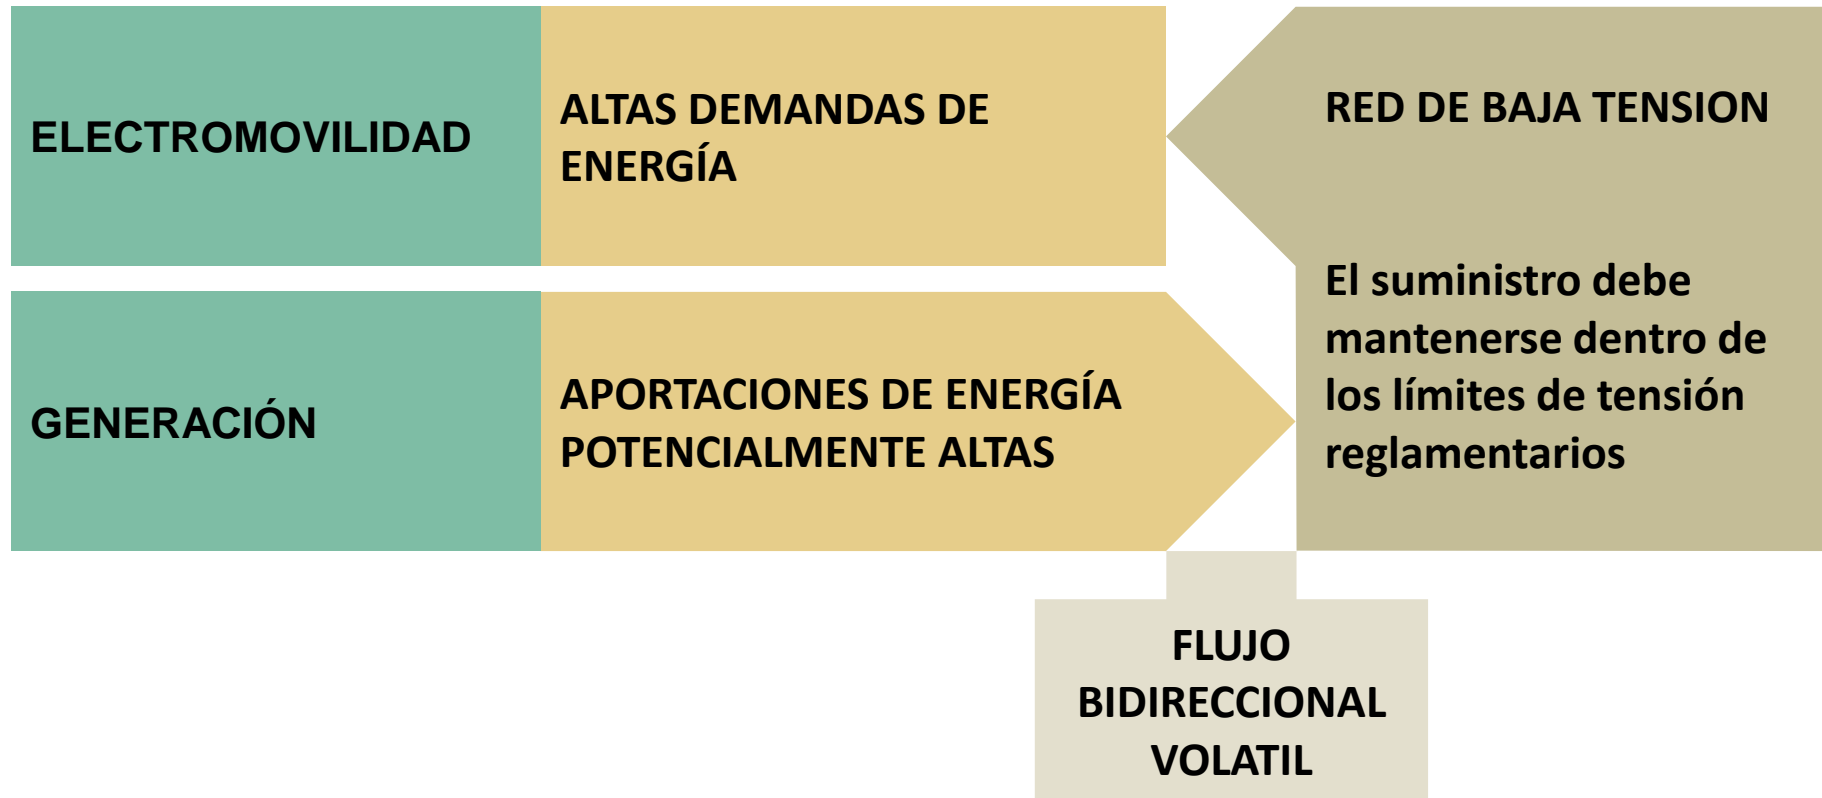 ELECTROMOVILIDAD
ALTAS DEMANDAS DE
ENERGÍA
RED DE BAJA TENSION
El suministro debe
mantenerse dentro de
los límites de tensión
reglamentarios
GENERACIÓN
APORTACIONES DE ENERGÍA
POTENCIALMENTE ALTAS
FLUJO
BIDIRECCIONAL
VOLATIL